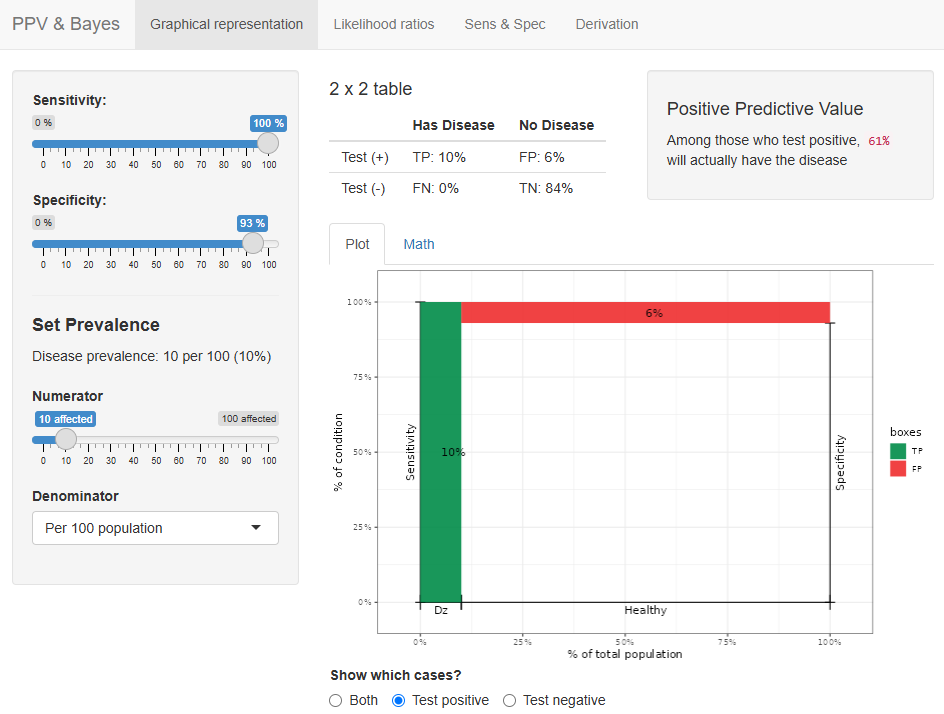 PPV & Bayes Graphical representation Likelihood ratios Sens & Spec Derivation
Sensitivity:
0 % 100 %
0 10 20 30 40 50 60 70 80 90 100
Specificity:
0 % 93 %
0 10 20 30 40 50 60 70 80 90 100
Set Prevalence
Disease prevalence: 10 per 100 (10%)
Numerator
10 affected 100 affected
0 10 20 30 40 50 60 70 80 90 100
Denominator
Per 100 population
2 x 2 table
Has Disease No Disease
Test (+) TP: 10% FP: 6%
Test (-) FN: 0% TN: 84%
Positive Predictive Value
Among those who test positive, 61%
will actually have the disease
Plot Math
100%
75%
50%
25%
0%
% of condition
Sensitivity
10%
6%
Specificity
Dz Healthy
0% 25% 50% 75% 100%
% of total population
boxes
TP
FP
Show which cases?
Both Test positive Test negative